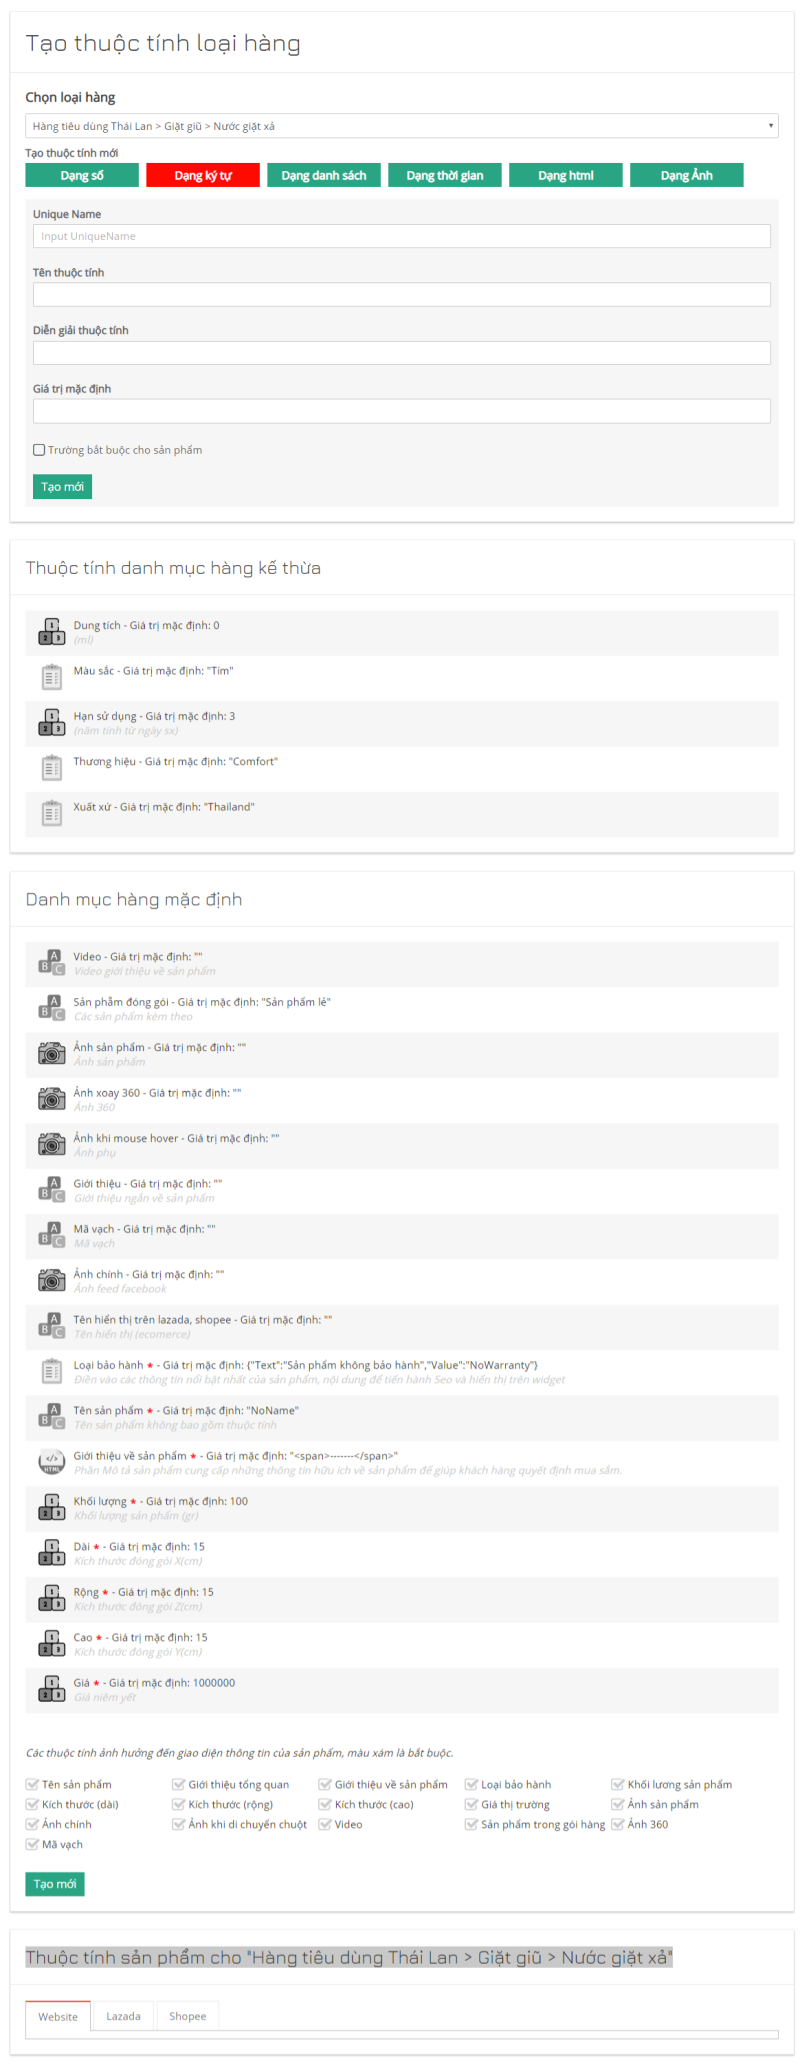 Tạo thuộc tính loại hàng
Chọn loại hàng
Hàng tiêu dùng Thái Lan > Giặt giũ > Nước giặt xả
Tạo thuộc tính mới
Dạng số Dạng ký tự Dạng danh sách Dạng thời gian Dạng html Dạng Ảnh
Unique Name
Input UniqueName
Tên thuộc tính
Diễn giải thuộc tính
Giá trị mặc định
Trường bắt buộc cho sản phẩm
Tạo mới
Thuộc tính danh mục hàng kế thừa
Dung tích - Giá trị mặc định: 0
(ml)
Màu sắc - Giá trị mặc định: "Tím"
Hạn sử dụng - Giá trị mặc định: 3
(năm tính từ ngày sx)
Thương hiệu - Giá trị mặc định: "Comfort"
Xuất xứ - Giá trị mặc định: "Thailand"
Danh mục hàng mặc định
Video - Giá trị mặc định: ""
Video giới thiệu về sản phẩm
Sản phẩm đóng gói - Giá trị mặc định: "Sản phẩm lẻ"
Các sản phẩm kèm theo
Ảnh sản phẩm - Giá trị mặc định: ""
Ảnh sản phẩm
Ảnh xoay 360 - Giá trị mặc định: ""
Ảnh 360
Ảnh khi mouse hover - Giá trị mặc định: ""
Ảnh phụ
Giới thiệu - Giá trị mặc định: ""
Giới thiệu ngắn về sản phẩm
Mã vạch - Giá trị mặc định: ""
Mã vạch
Ảnh chính - Giá trị mặc định: ""
Ảnh feed facebook
Tên hiển thị trên lazada, shopee - Giá trị mặc định: ""
Tên hiển thị (ecomerce)
Loại bảo hành * - Giá trị mặc định: {"Text":"Sản phẩm không bảo hành","Value":"NoWarranty"}
Điền vào các thông tin nổi bật nhất của sản phẩm, nội dung để tiến hành Seo và hiển thị trên widget
Tên sản phẩm * - Giá trị mặc định: "NoName"
Tên sản phẩm không bao gồm thuộc tính
Giới thiệu về sản phẩm * - Giá trị mặc định: "<span>-------</span>"
Phần Mô tả sản phẩm cung cấp những thông tin hữu ích về sản phẩm để giúp khách hàng quyết định mua sắm.
Khối lượng * - Giá trị mặc định: 100
Khối lượng sản phẩm (gr)
Dài * - Giá trị mặc định: 15
Kích thước đóng gói X(cm)
Rộng * - Giá trị mặc định: 15
Kích thước đóng gói Z(cm)
Cao * - Giá trị mặc định: 15
Kích thước đóng gói Y(cm)
Giá * - Giá trị mặc định: 1000000
Giá niêm yết
Các thuộc tính ảnh hưởng đến giao diện thông tin của sản phẩm, màu xám là bắt buộc.
Tên sản phẩm Giới thiệu tổng quan Giới thiệu về sản phẩm Loại bảo hành Khối lương sản phẩm
Kích thước (dài) Kích thước (rộng) Kích thước (cao) Giá thị trường Ảnh sản phẩm
Ảnh chính Ảnh khi di chuyển chuột Video Sản phẩm trong gói hàng Ảnh 360
Mã vạch
Tạo mới
Thuộc tính sản phẩm cho "Hàng tiêu dùng Thái Lan > Giặt giũ > Nước giặt xả"
Website Lazada Shopee